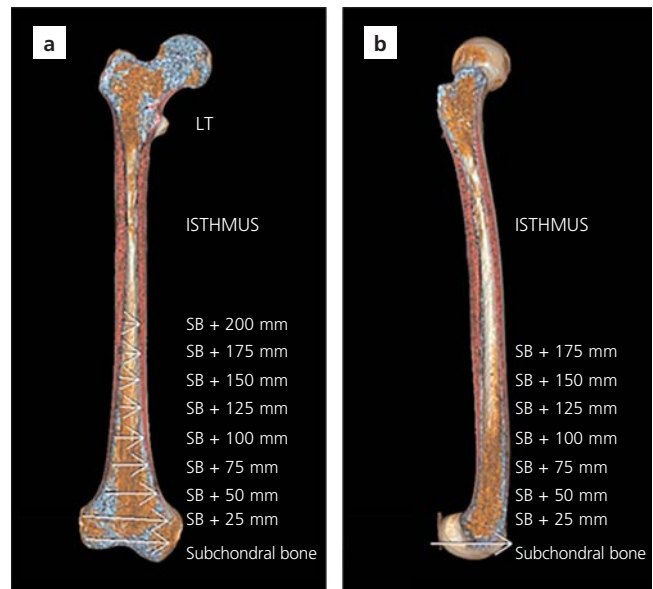 a
LT
ISTHMUS
SB + 200 mm
SB + 175 mm
SB + 150 mm
SB + 125 mm
SB + 100 mm
SB + 75 mm
SB + 50 mm
SB + 25 mm
Subchondral bone
b
ISTHMUS
SB + 175 mm
SB + 150 mm
SB + 125 mm
SB + 100 mm
SB + 75 mm
SB + 50 mm
SB + 25 mm
Subchondral bone